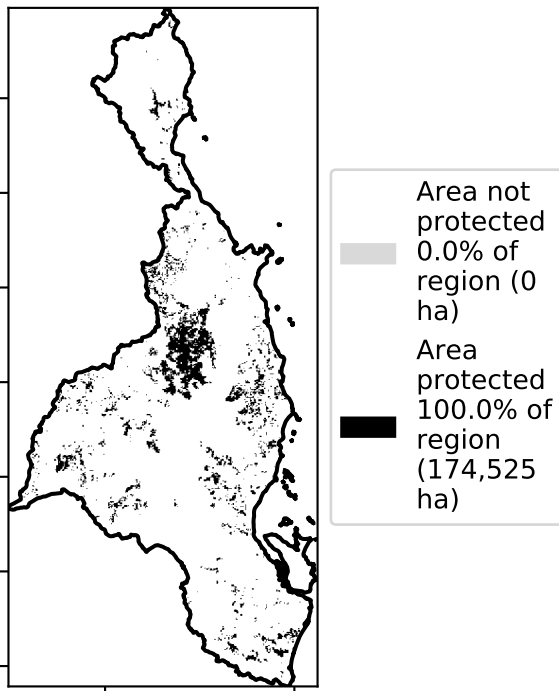 Area not
protected
0.0% of
region (0
ha)
Area
protected
100.0% of
region
(174,525
ha)